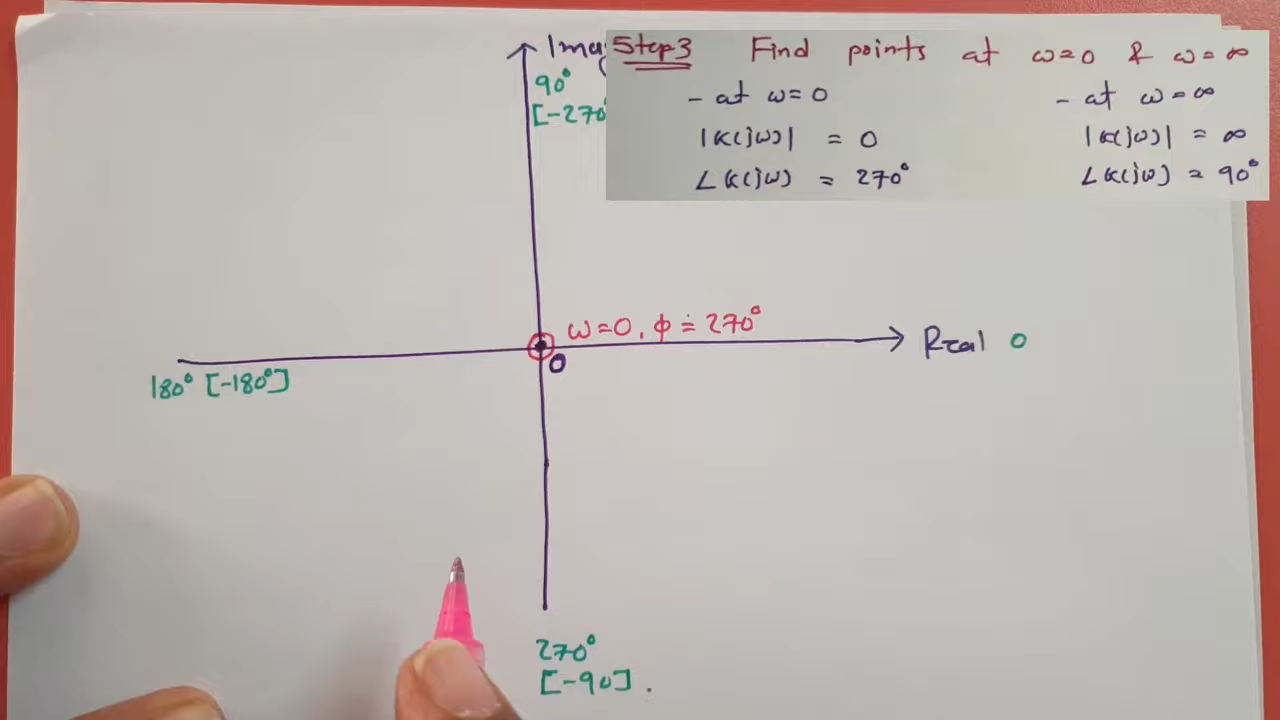 Imag
90°
[-270°
Step3 Find points at ω=0 & ω=∞
- at ω=0
|K(jω)| = 0
∠K(jω) = 270°
- at ω=∞
|K(jω)| = ∞
∠K(jω) = 90°
ω=0, φ = 270°
Real 0
0
180° [-180°]
270°
[-90].